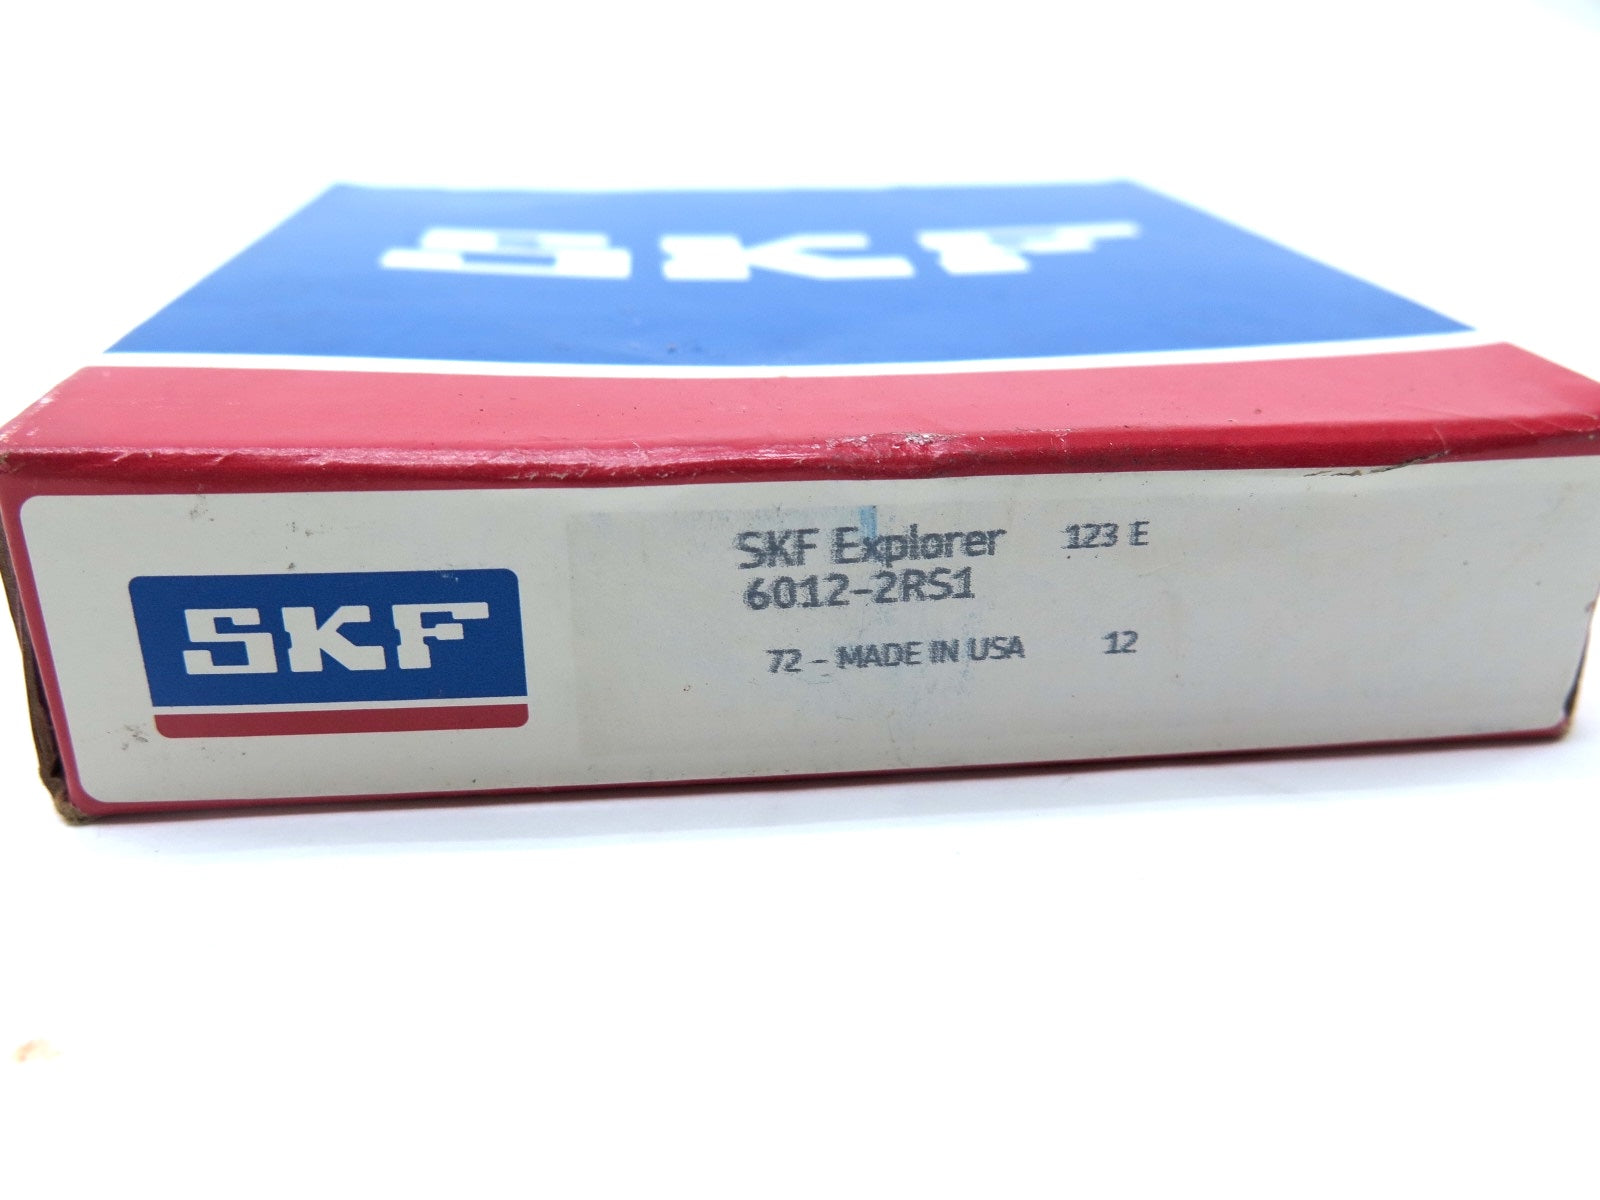 SKF
SKF
SKF Explorer 123 E
6012-2RS1
72 - MADE IN USA 12